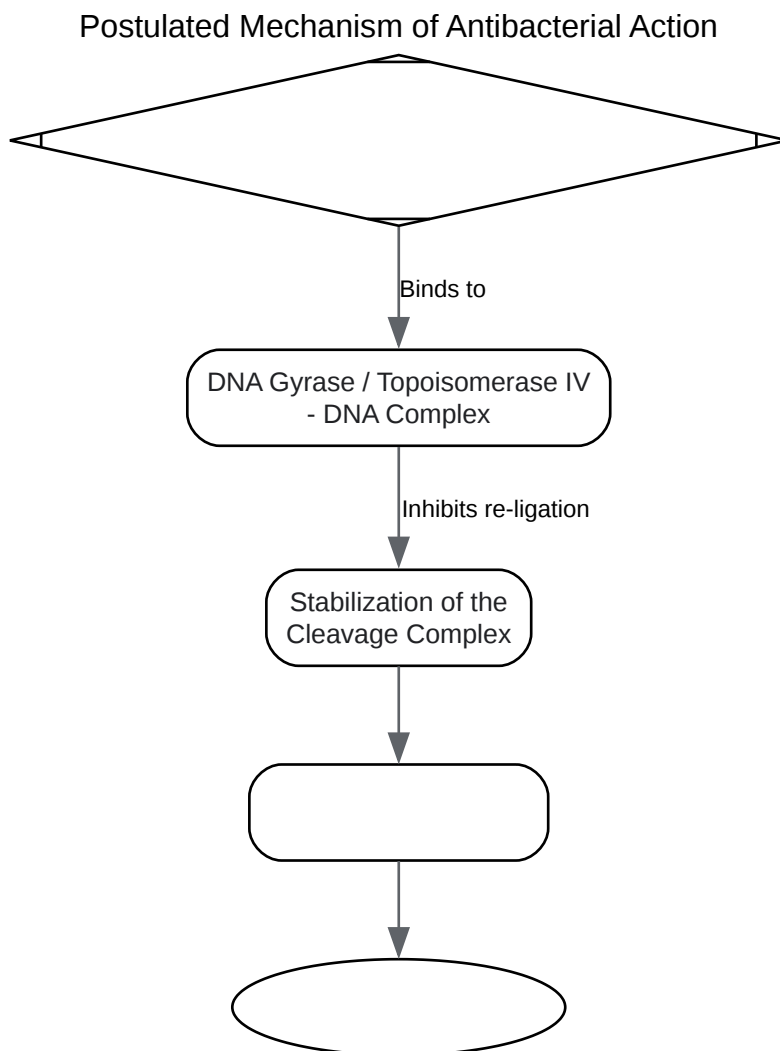 Postulated Mechanism of Antibacterial Action
Binds to
DNA Gyrase / Topoisomerase IV
- DNA Complex
Inhibits re-ligation
Stabilization of the
Cleavage Complex